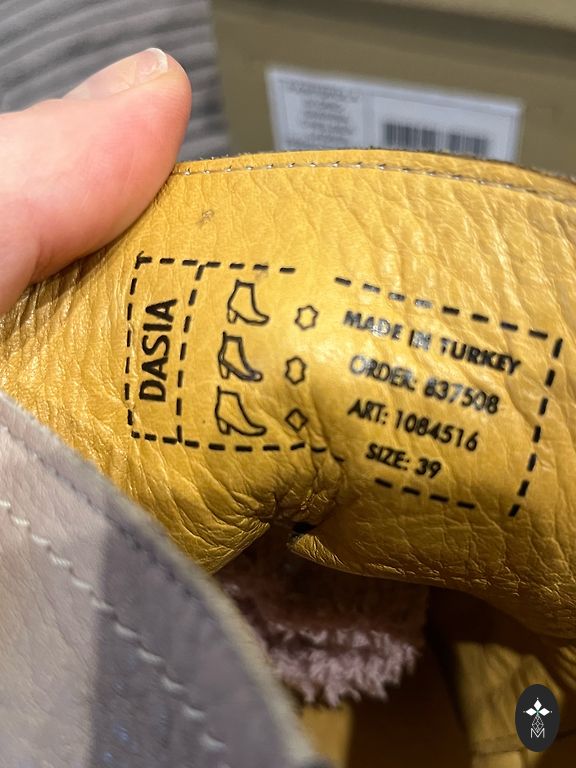 DASIA
MADE IN TURKEY
ORDER: 837508
ART: 1084516
SIZE: 39
M